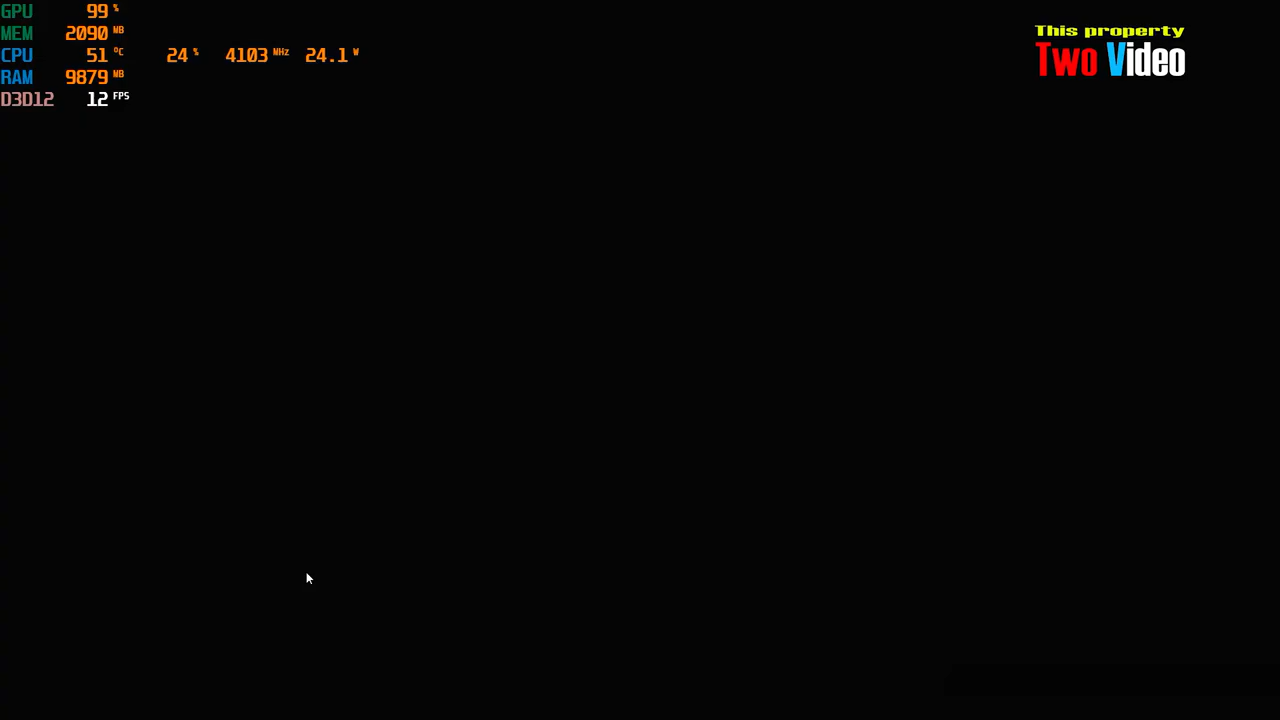 GPU 99 %
MEM 2090 MB
CPU 51 °C 24 % 4103 MHz 24.1 W
RAM 9879 MB
D3D12 12 FPS
This property
Two Video